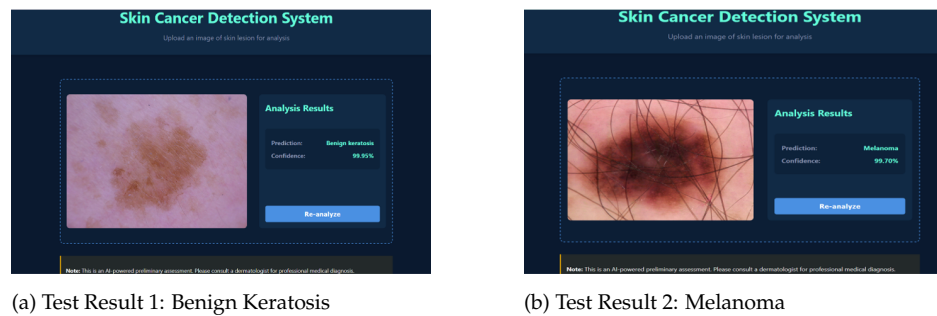 Skin Cancer Detection System
Upload an image of skin lesion for analysis
Analysis Results
Prediction: Benign keratosis
Confidence: 99.95%
Re-analyze
Note: This is an AI-powered preliminary assessment. Please consult a dermatologist for professional medical diagnosis.
(a) Test Result 1: Benign Keratosis
Skin Cancer Detection System
Upload an image of skin lesion for analysis
Analysis Results
Prediction: Melanoma
Confidence: 99.70%
Re-analyze
Note: This is an AI-powered preliminary assessment. Please consult a dermatologist for professional medical diagnosis.
(b) Test Result 2: Melanoma